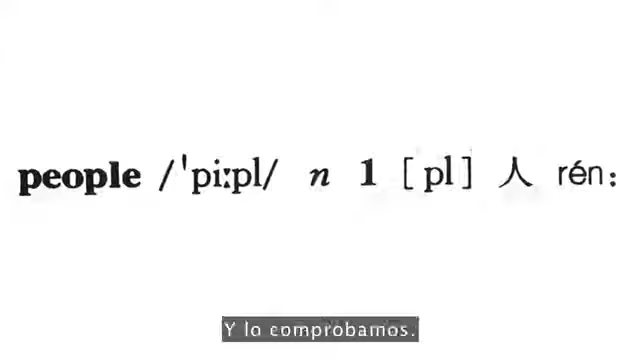 people /ˈpiːpl/ n 1 [pl] 人 rén:
Y lo comprobamos.